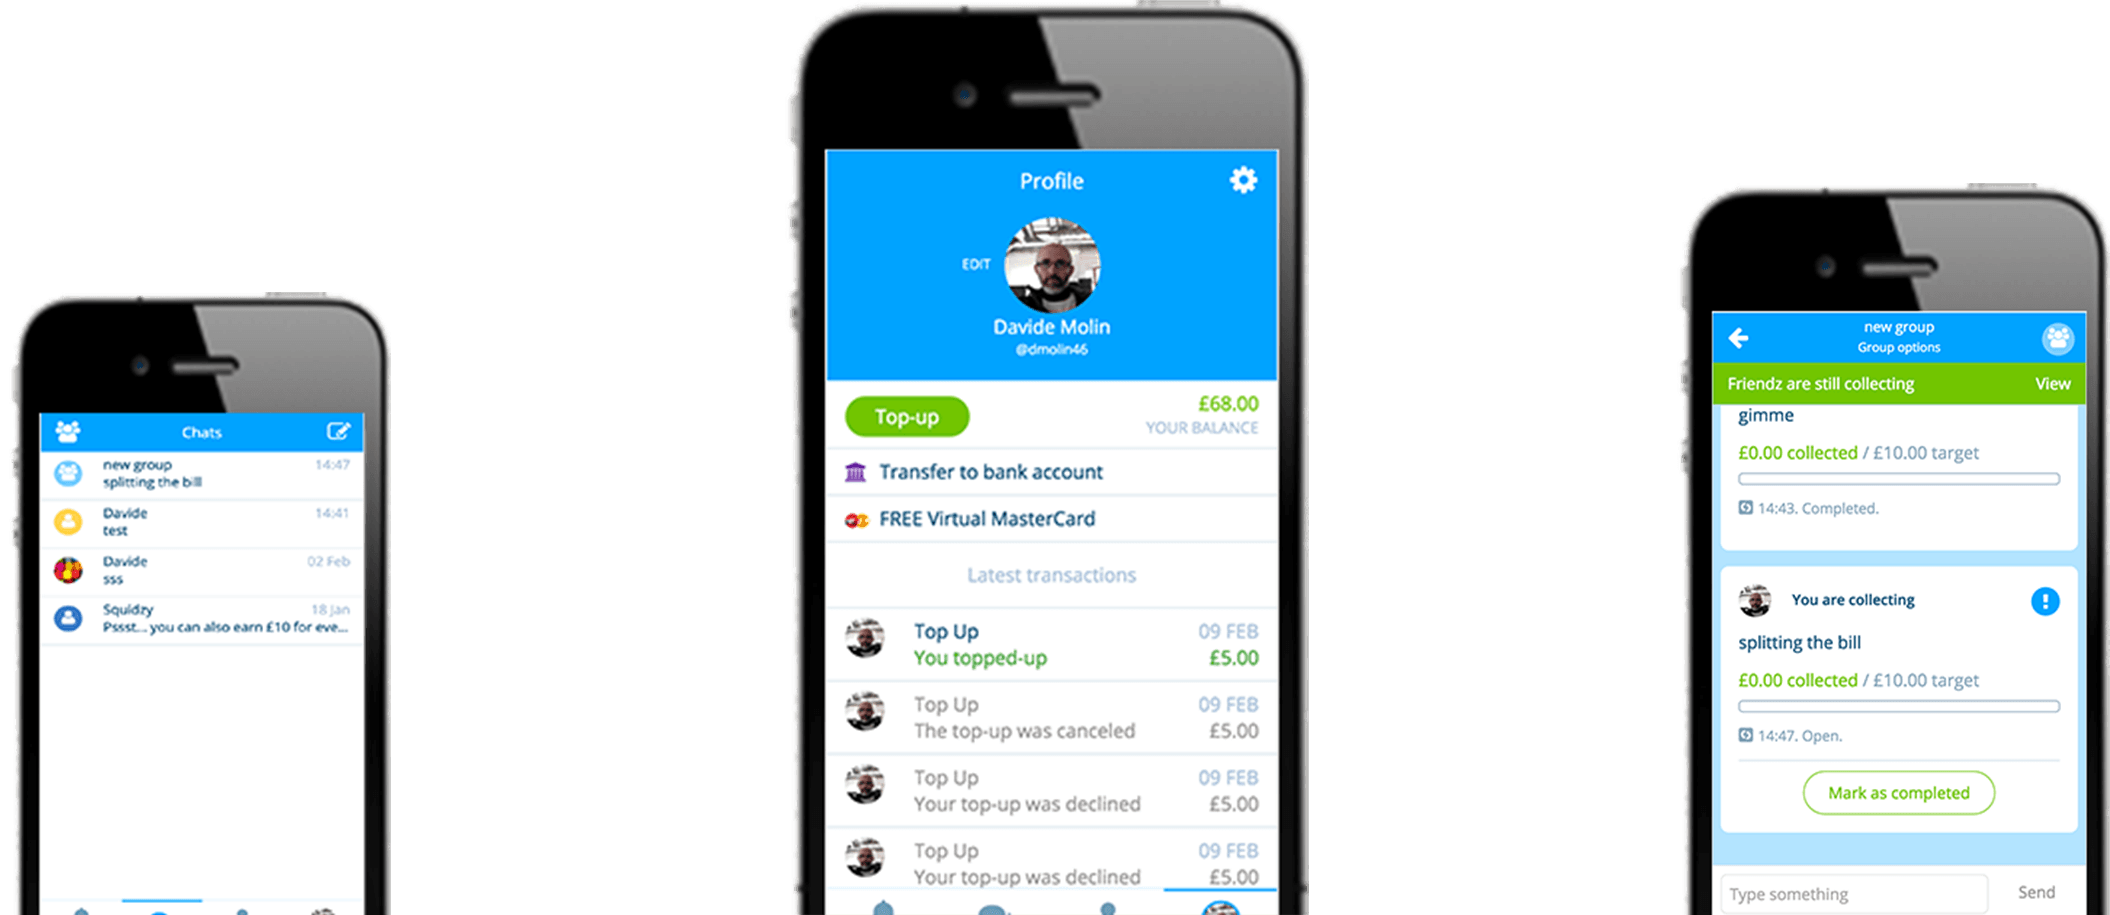 Chats
new group 14:47
splitting the bill
Davide 14:41
test
Davide 02 Feb
sss
Squidzy 18 Jan
Pssst... you can also earn £10 for eve...
Profile
EDIT
Davide Molin
@dmolin46
Top-up £68.00
YOUR BALANCE
Transfer to bank account
FREE Virtual MasterCard
Latest transactions
Top Up 09 FEB
You topped-up £5.00
Top Up 09 FEB
The top-up was canceled £5.00
Top Up 09 FEB
Your top-up was declined £5.00
Top Up 09 FEB
Your top-up was declined £5.00
new group
Group options
Friendz are still collecting View
gimme
£0.00 collected / £10.00 target
14:43. Completed.
You are collecting
splitting the bill
£0.00 collected / £10.00 target
14:47. Open.
Mark as completed
Type something Send